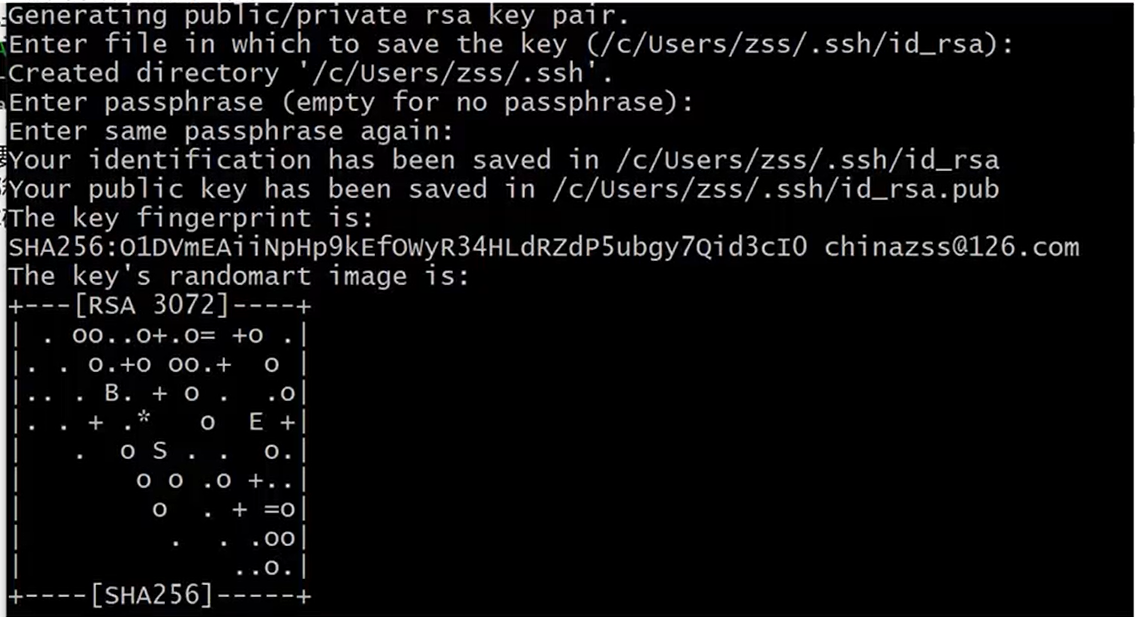 Generating public/private rsa key pair.
Enter file in which to save the key (/c/Users/zss/.ssh/id_rsa):
Created directory '/c/Users/zss/.ssh'.
Enter passphrase (empty for no passphrase):
Enter same passphrase again:
Your identification has been saved in /c/Users/zss/.ssh/id_rsa
Your public key has been saved in /c/Users/zss/.ssh/id_rsa.pub
The key fingerprint is:
SHA256:O1DVmEAiiNpHp9kEfOWyR34HLdRZdP5ubgy7Qid3cI0 chinazss@126.com
The key's randomart image is:
+---[RSA 3072]----+
| . oo..o+.o= +o .|
|. . o.+o oo.+  o |
|.. . B. + o .  .o|
|. . + .*   o  E +|
|    .  o S . .  o.|
|        o o .o +..|
|         o  . + =o|
|          .  . .oo|
|              ..o.|
+----[SHA256]-----+